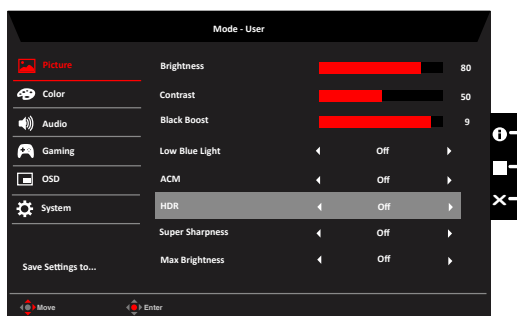 Mode - User
Picture
Color
Audio
Gaming
OSD
System
Save Settings to...
Brightness 80
Contrast 50
Black Boost 9
Low Blue Light Off
ACM Off
HDR Off
Super Sharpness Off
Max Brightness Off
Move Enter